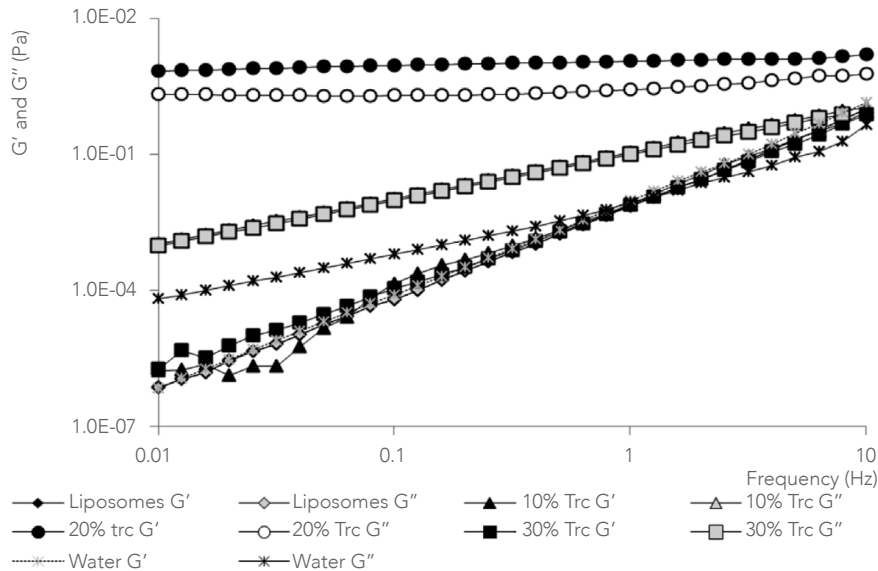 1.0E-02
1.0E-01
1.0E-04
1.0E-07
G′ and G″ (Pa)
0.01 0.1 1 10
Frequency (Hz)
Liposomes G′ Liposomes G″ 10% Trc G′ 10% Trc G″
20% trc G′ 20% Trc G″ 30% Trc G′ 30% Trc G″
Water G′ Water G″